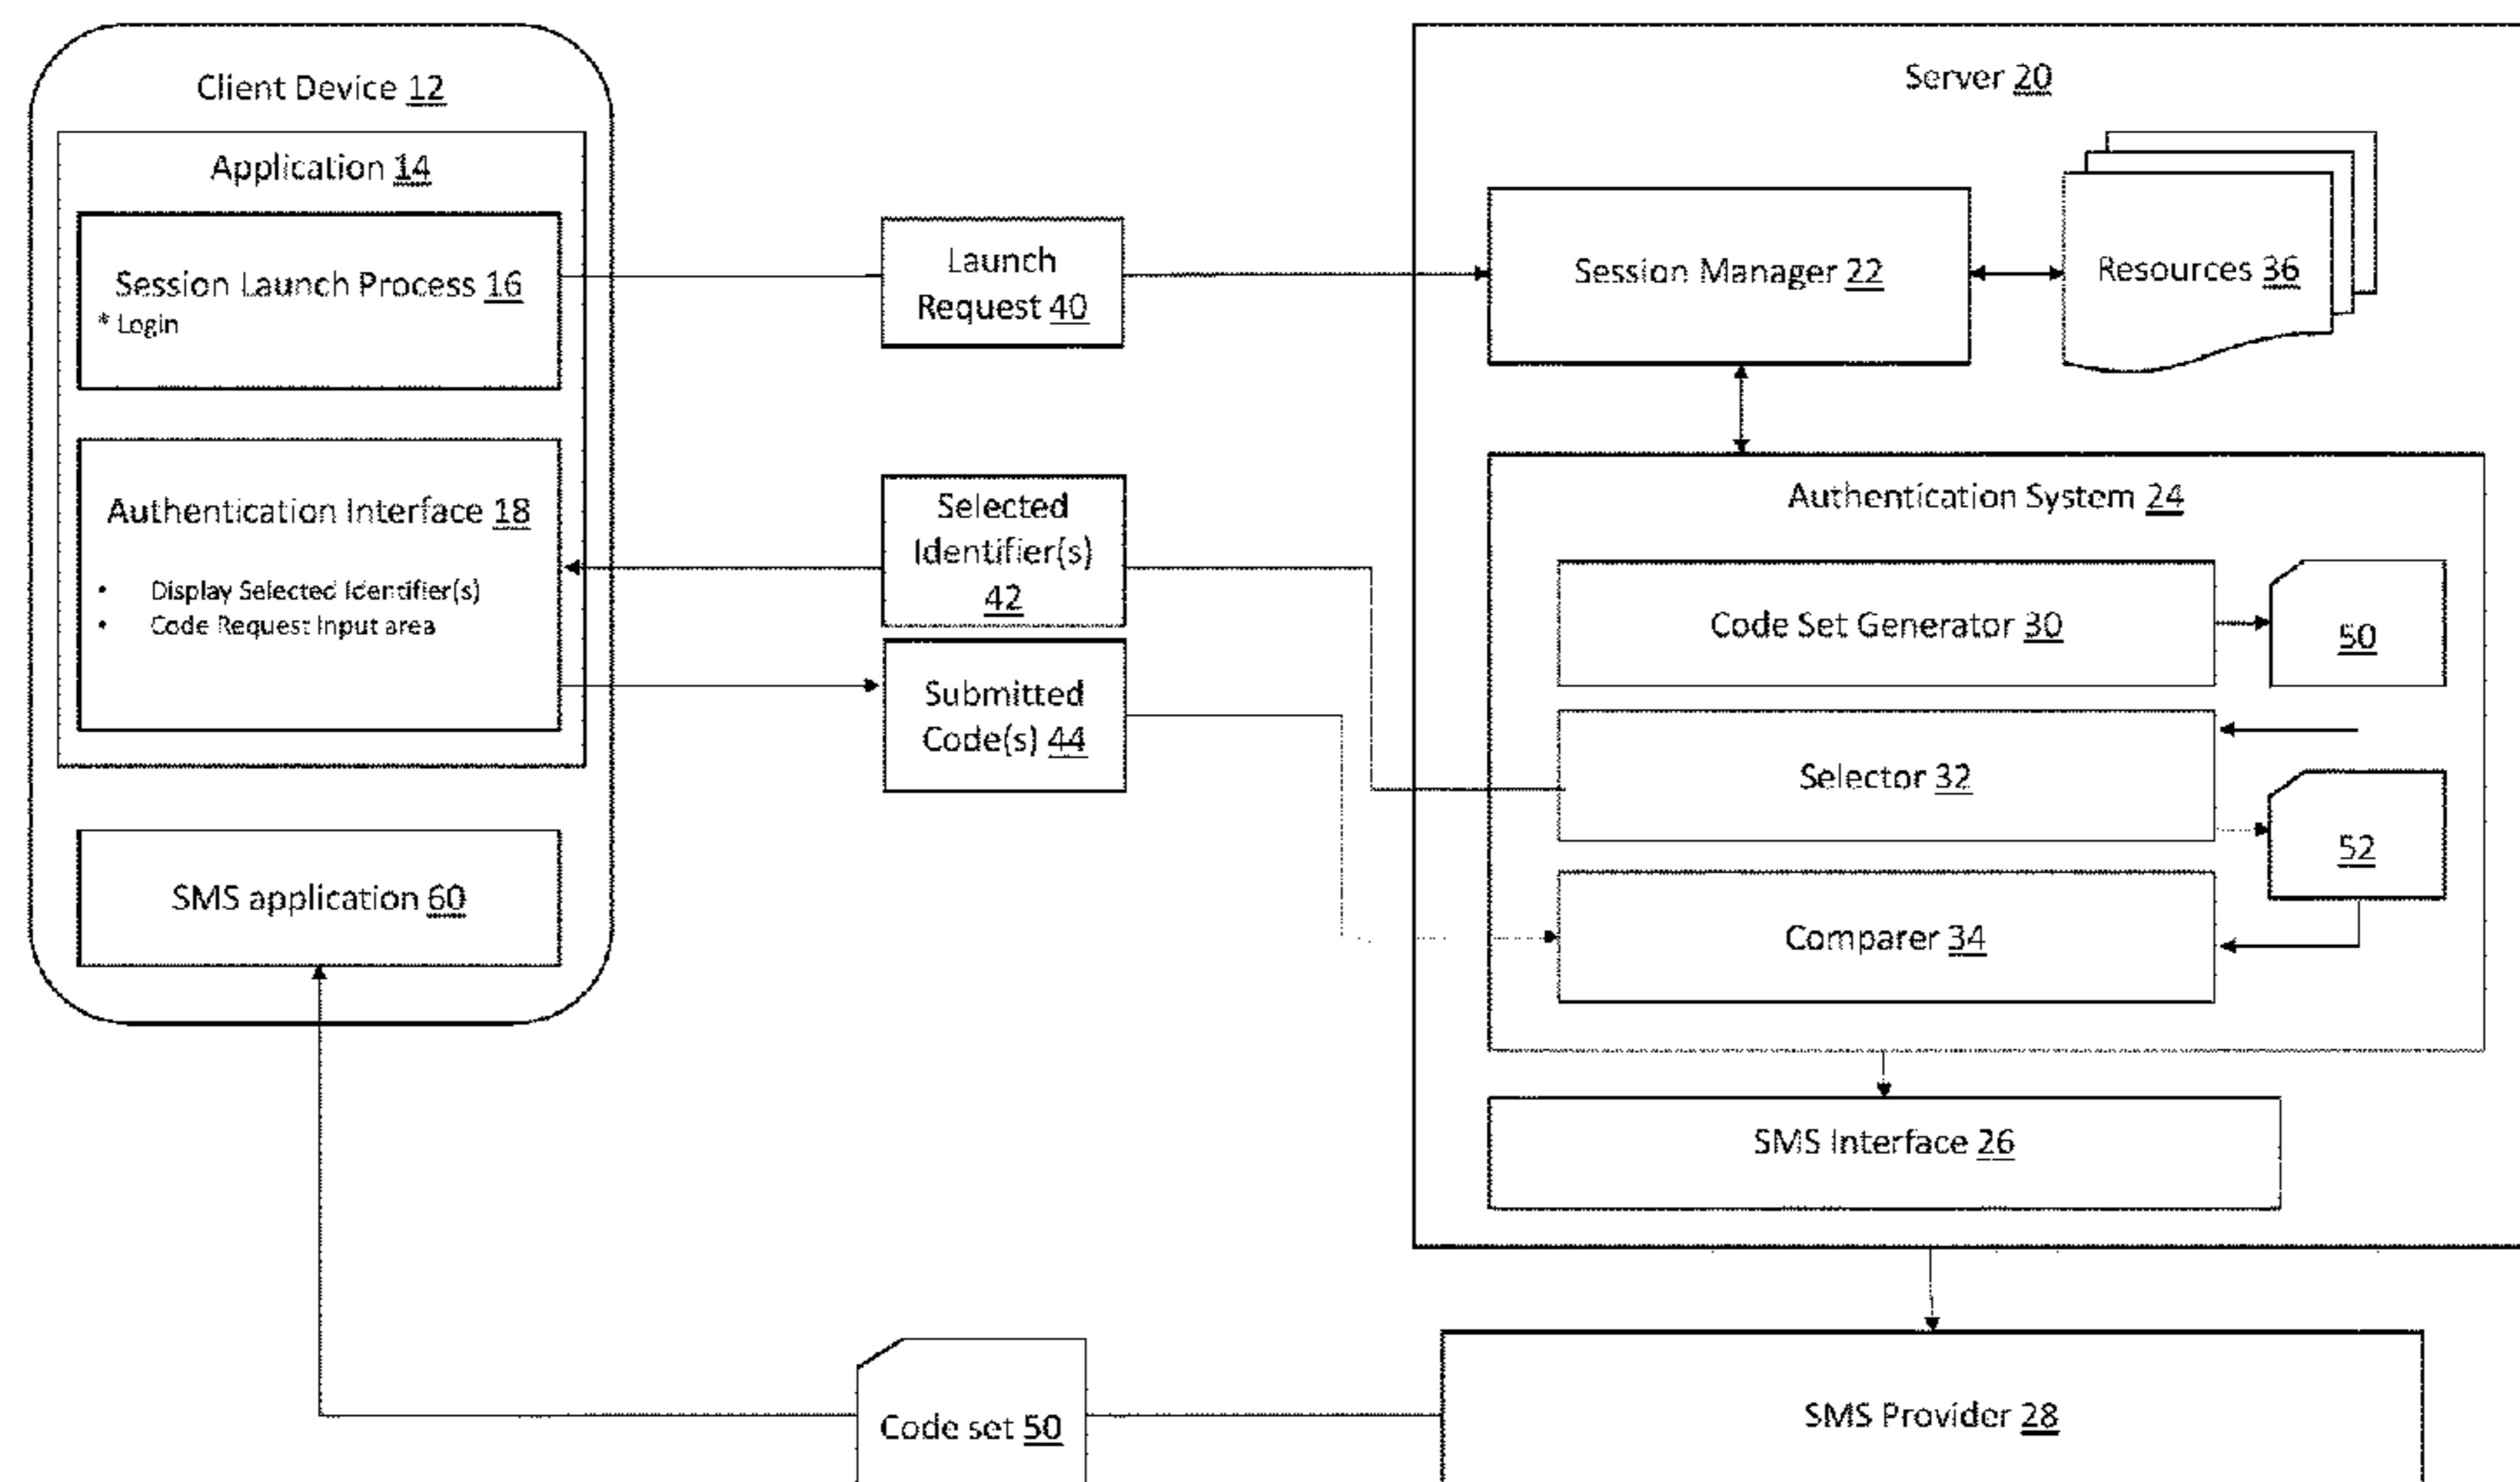 Client Device 12
Application 14
Session Launch Process 16
* Login
Authentication Interface 18
• Display Selected Identifier(s)
• Code Request Input area
SMS application 60
Launch
Request 40
Selected
Identifier(s)
42
Submitted
Code(s) 44
Code set 50
Server 20
Session Manager 22
Resources 36
Authentication System 24
Code Set Generator 30
50
Selector 32
52
Comparer 34
SMS Interface 26
SMS Provider 28